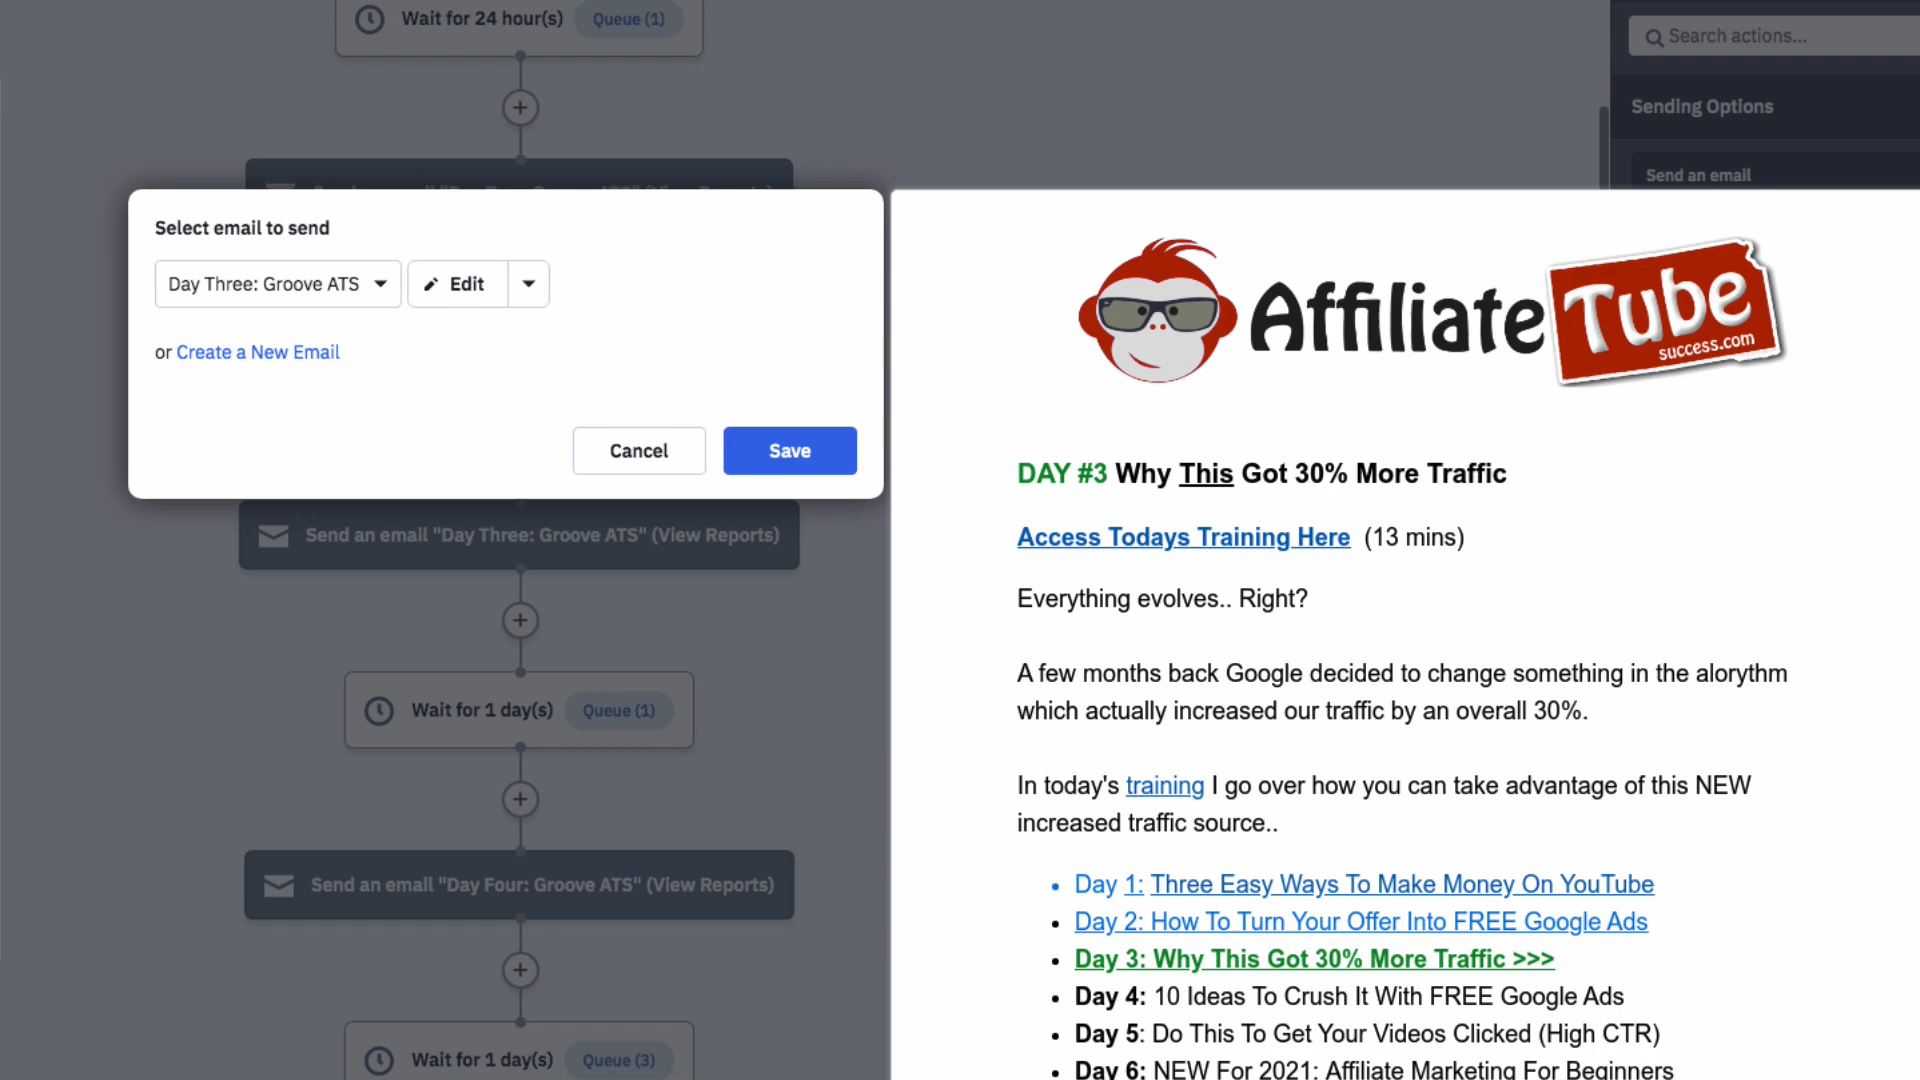 Wait for 24 hour(s) Queue (1)
Search actions...
Sending Options
Send an email
Select email to send
Day Three: Groove ATS Edit
or Create a New Email
Cancel Save
Send an email "Day Three: Groove ATS" (View Reports)
Wait for 1 day(s) Queue (1)
Send an email "Day Four: Groove ATS" (View Reports)
Wait for 1 day(s) Queue (3)
Affiliate Tube
success.com
DAY #3 Why This Got 30% More Traffic
Access Todays Training Here (13 mins)
Everything evolves.. Right?
A few months back Google decided to change something in the alorythm
which actually increased our traffic by an overall 30%.
In today's training I go over how you can take advantage of this NEW
increased traffic source..
• Day 1: Three Easy Ways To Make Money On YouTube
• Day 2: How To Turn Your Offer Into FREE Google Ads
• Day 3: Why This Got 30% More Traffic >>>
• Day 4: 10 Ideas To Crush It With FREE Google Ads
• Day 5: Do This To Get Your Videos Clicked (High CTR)
• Day 6: NEW For 2021: Affiliate Marketing For Beginners